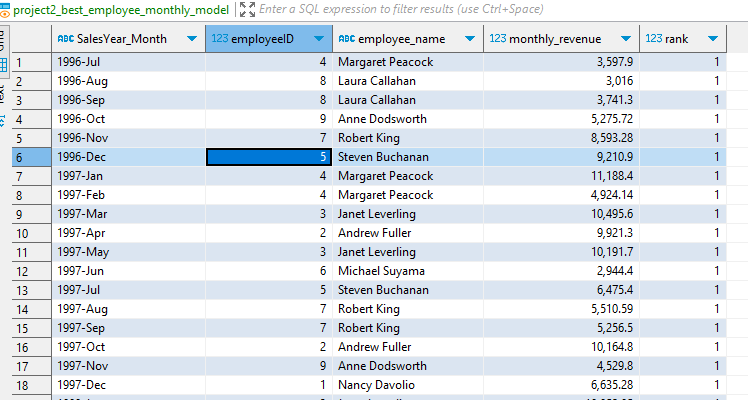 project2_best_employee_monthly_model Enter a SQL expression to filter results (use Ctrl+Space)
ABC SalesYear_Month 123 employeeID ABC employee_name 123 monthly_revenue 123 rank
1 1996-Jul 4 Margaret Peacock 3,597.9 1
2 1996-Aug 8 Laura Callahan 3,016 1
3 1996-Sep 8 Laura Callahan 3,741.3 1
4 1996-Oct 9 Anne Dodsworth 5,275.72 1
5 1996-Nov 7 Robert King 8,593.28 1
6 1996-Dec 5 Steven Buchanan 9,210.9 1
7 1997-Jan 4 Margaret Peacock 11,188.4 1
8 1997-Feb 4 Margaret Peacock 4,924.14 1
9 1997-Mar 3 Janet Leverling 10,495.6 1
10 1997-Apr 2 Andrew Fuller 9,921.3 1
11 1997-May 3 Janet Leverling 10,191.7 1
12 1997-Jun 6 Michael Suyama 2,944.4 1
13 1997-Jul 5 Steven Buchanan 6,475.4 1
14 1997-Aug 7 Robert King 5,510.59 1
15 1997-Sep 7 Robert King 5,256.5 1
16 1997-Oct 2 Andrew Fuller 10,164.8 1
17 1997-Nov 9 Anne Dodsworth 4,529.8 1
18 1997-Dec 1 Nancy Davolio 6,635.28 1